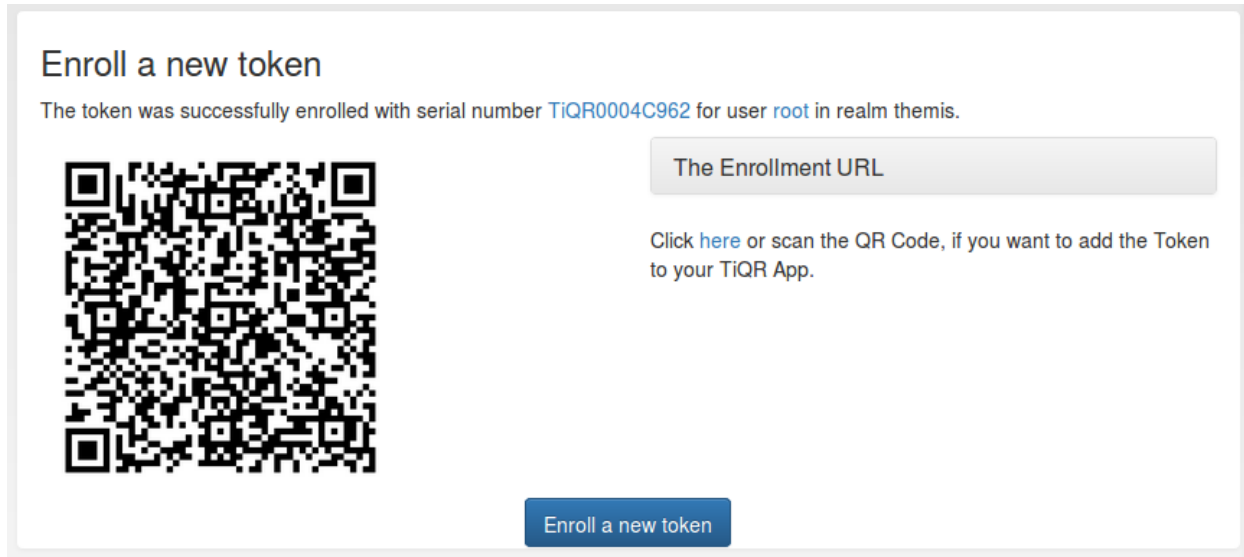 Enroll a new token
The token was successfully enrolled with serial number TiQR0004C962 for user root in realm themis.
The Enrollment URL
Click here or scan the QR Code, if you want to add the Token
to your TiQR App.
Enroll a new token